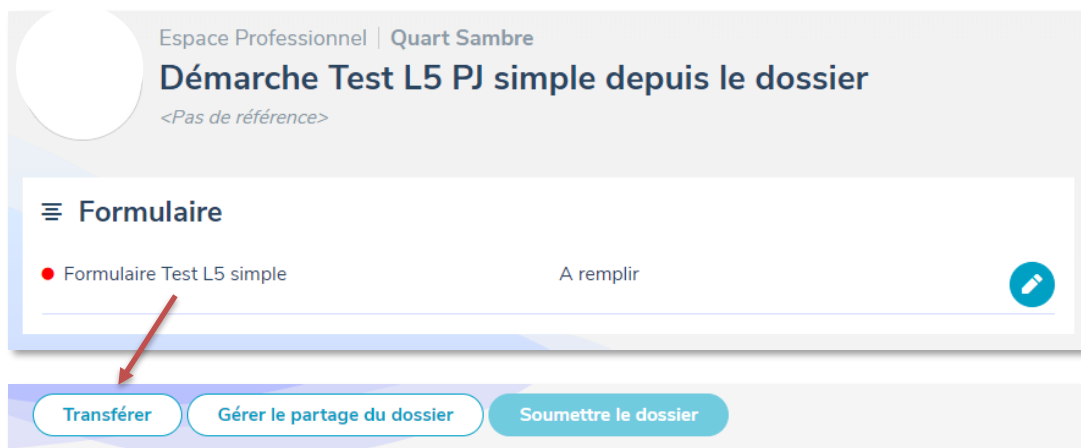 Espace Professionnel | Quart Sambre
Démarche Test L5 PJ simple depuis le dossier
<Pas de référence>
Formulaire
Formulaire Test L5 simple A remplir
Transférer Gérer le partage du dossier Soumettre le dossier